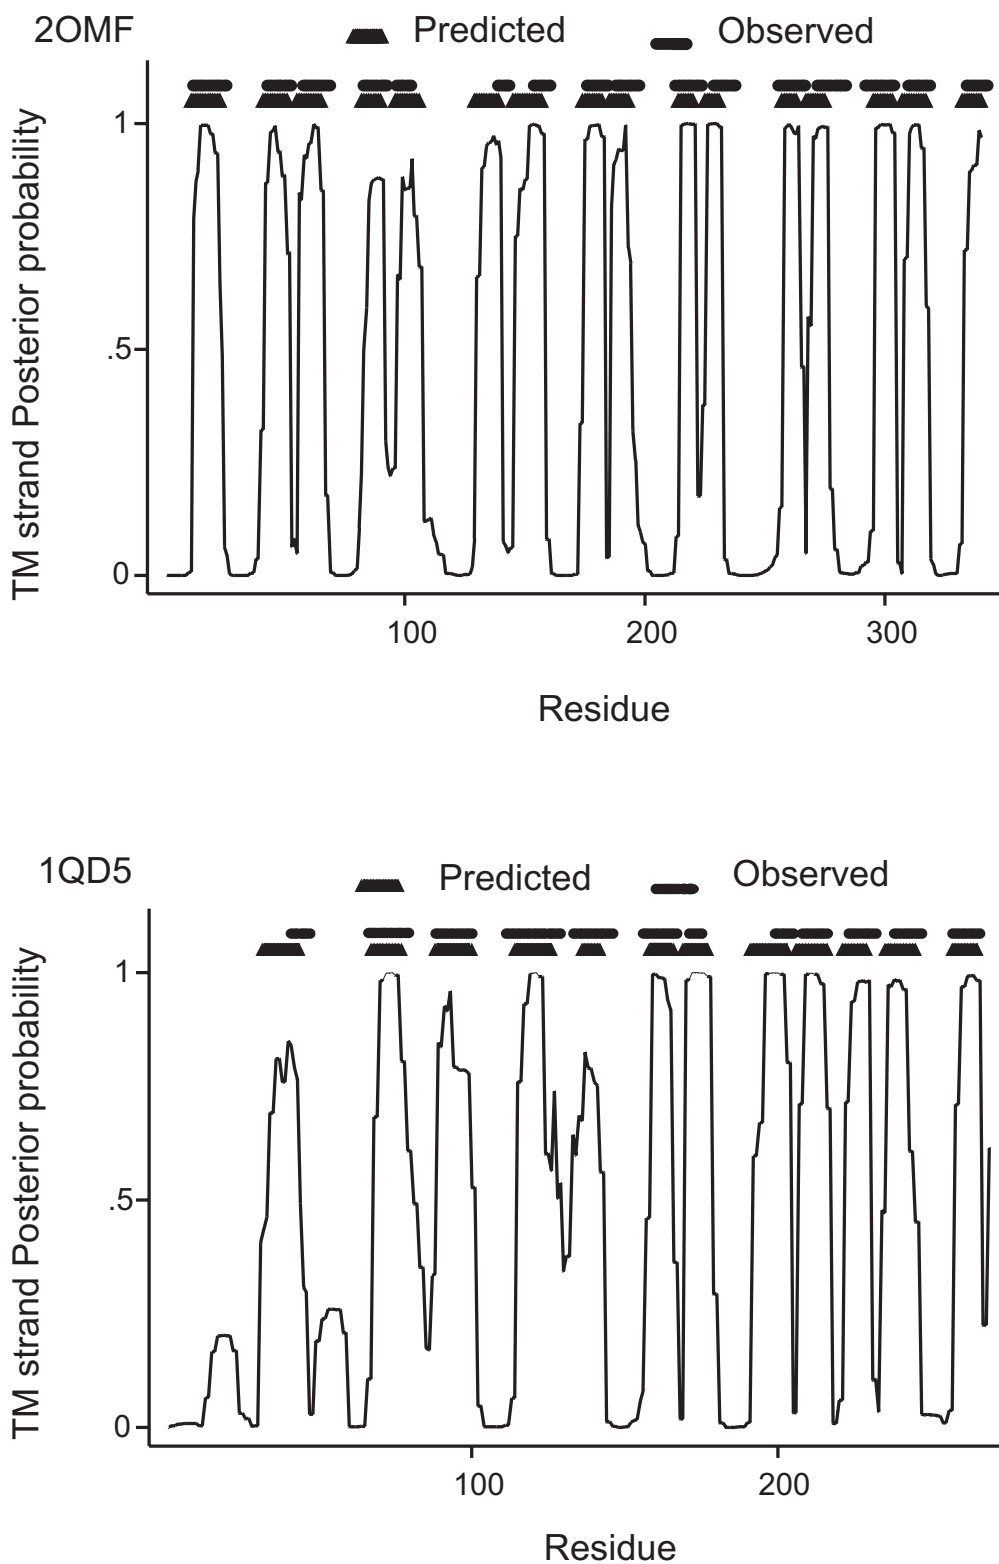 2OMF Predicted Observed
TM strand Posterior probability
1
.5
0
100 200 300
Residue
1QD5 Predicted Observed
TM strand Posterior probability
1
.5
0
100 200
Residue